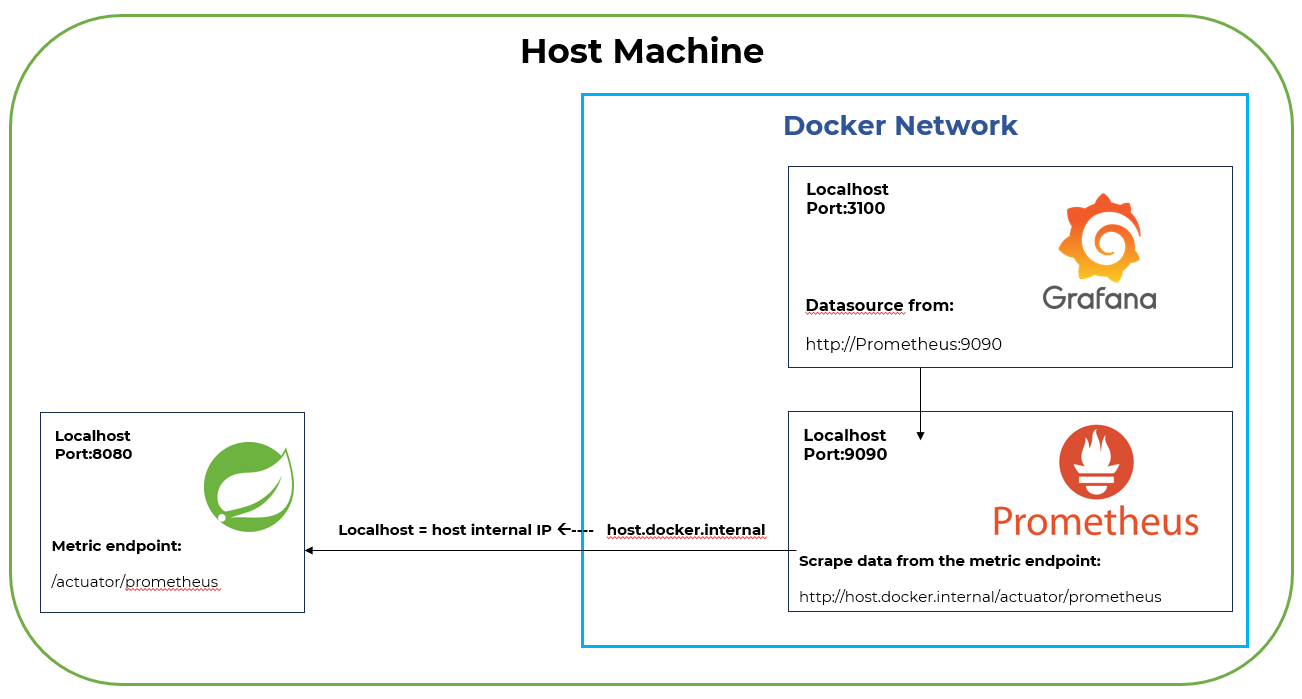 Host Machine
Docker Network
Localhost
Port:3100
Grafana
Datasource from:
http://Prometheus:9090
Localhost
Port:8080
Metric endpoint:
/actuator/prometheus
Localhost = host internal IP ←---- host.docker.internal
Localhost
Port:9090
Prometheus
Scrape data from the metric endpoint:
http://host.docker.internal/actuator/prometheus